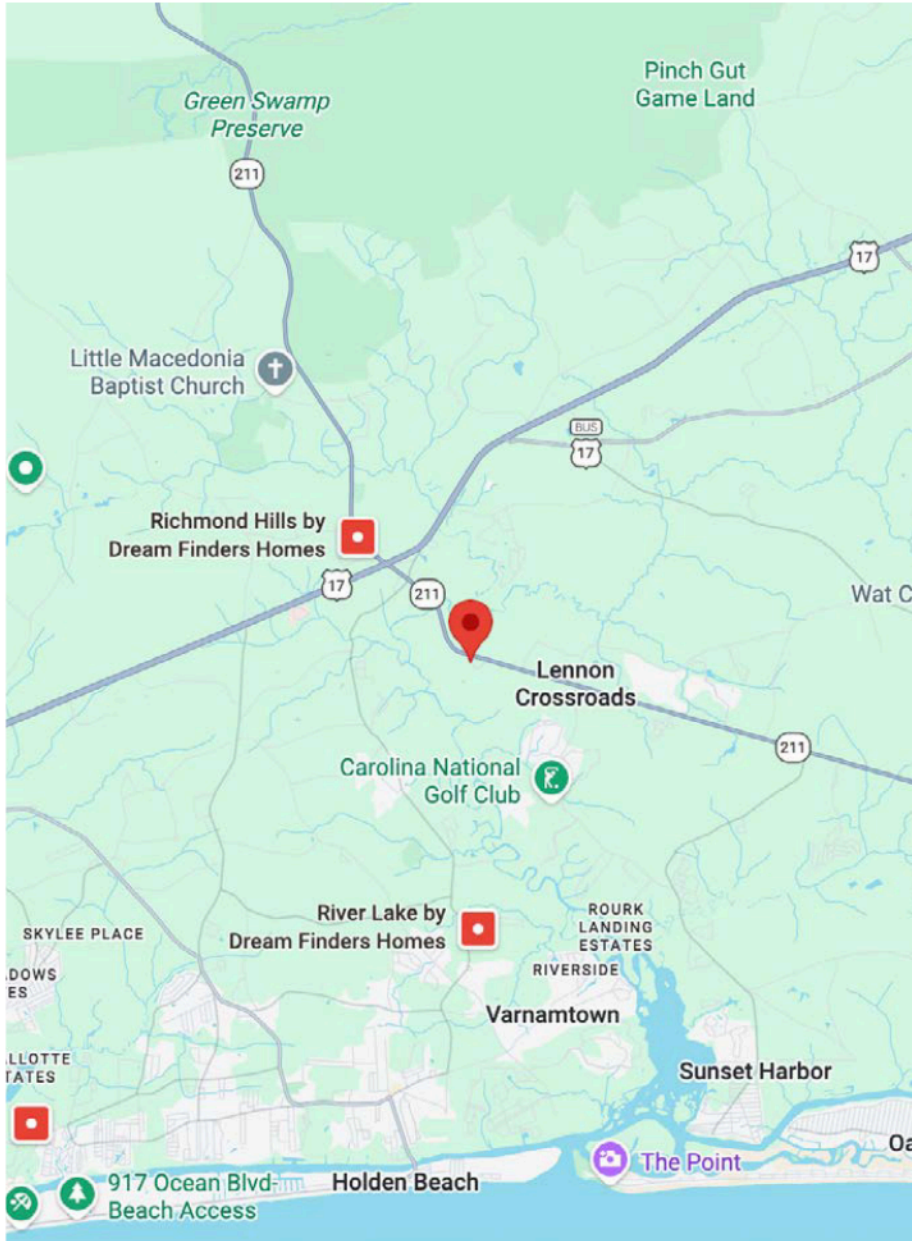 Pinch Gut
Game Land
Green Swamp
Preserve
211
17
Little Macedonia
Baptist Church
BUS
17
Richmond Hills by
Dream Finders Homes
17
211
Wat C
Lennon
Crossroads
211
Carolina National
Golf Club
River Lake by
Dream Finders Homes
ROURK
LANDING
ESTATES
SKYLEE PLACE
RIVERSIDE
ADOWS
ES
Varnamtown
ALLOTTE
TATES
Sunset Harbor
Oa
The Point
917 Ocean Blvd-
Beach Access
Holden Beach